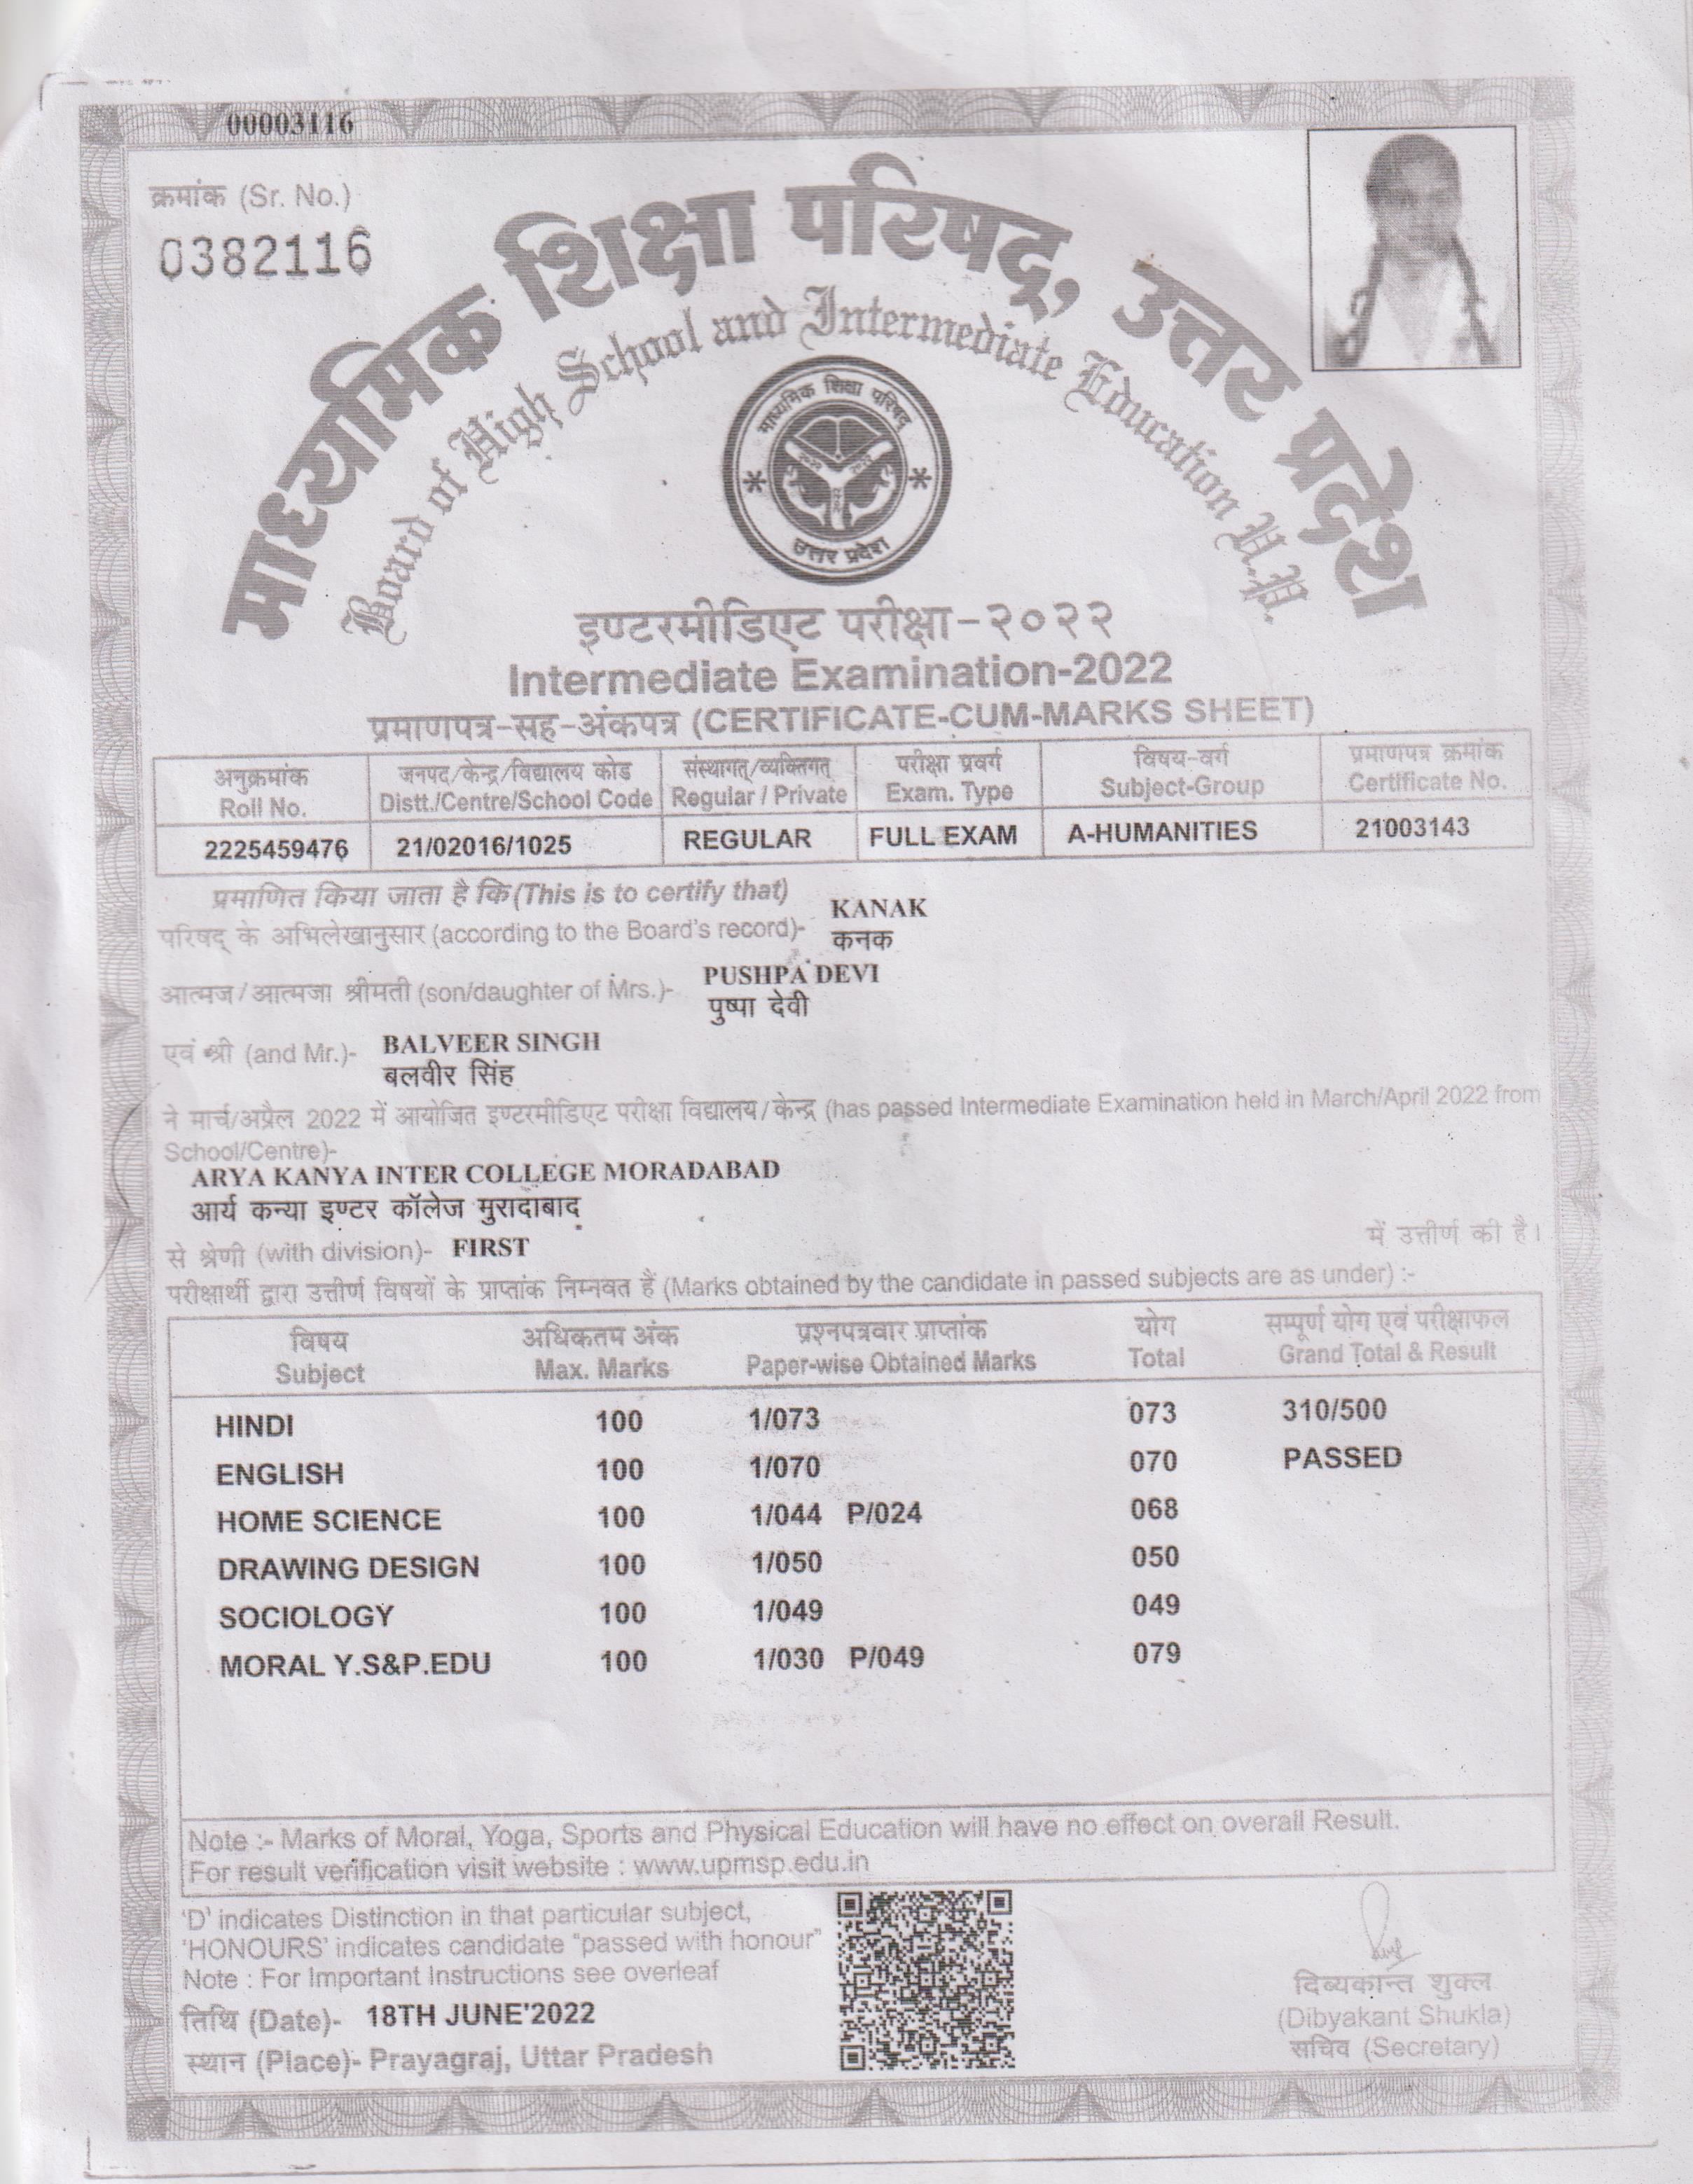 00003116
क्रमांक (Sr. No.)
0382116
माध्यमिक शिक्षा परिषद्, उत्तर प्रदेश
Board of High School and Intermediate Education U.P.
माध्यमिक शिक्षा परिषद्
उत्तर प्रदेश
इण्टरमीडिएट परीक्षा-२०२२
Intermediate Examination-2022
प्रमाणपत्र-सह-अंकपत्र (CERTIFICATE-CUM-MARKS SHEET)
अनुक्रमांक जनपद/केन्द्र/विद्यालय कोड संस्थागत्/व्यक्तिगत् परीक्षा प्रवर्ग विषय-वर्ग प्रमाणपत्र क्रमांक
Roll No. Distt./Centre/School Code Regular / Private Exam. Type Subject-Group Certificate No.
2225459476 21/02016/1025 REGULAR FULL EXAM A-HUMANITIES 21003143
प्रमाणित किया जाता है कि (This is to certify that)
परिषद् के अभिलेखानुसार (according to the Board's record)- KANAK
कनक
आत्मज/आत्मजा श्रीमती (son/daughter of Mrs.)- PUSHPA DEVI
पुष्पा देवी
एवं श्री (and Mr.)- BALVEER SINGH
बलवीर सिंह
ने मार्च/अप्रैल 2022 में आयोजित इण्टरमीडिएट परीक्षा विद्यालय/केन्द्र (has passed Intermediate Examination held in March/April 2022 from
School/Centre)-
ARYA KANYA INTER COLLEGE MORADABAD
आर्य कन्या इण्टर कॉलेज मुरादाबाद
से श्रेणी (with division)- FIRST में उत्तीर्ण की है।
परीक्षार्थी द्वारा उत्तीर्ण विषयों के प्राप्तांक निम्नवत हैं (Marks obtained by the candidate in passed subjects are as under) :-
विषय अधिकतम अंक प्रश्नपत्रवार प्राप्तांक योग सम्पूर्ण योग एवं परीक्षाफल
Subject Max. Marks Paper-wise Obtained Marks Total Grand Total & Result
HINDI 100 1/073 073 310/500
ENGLISH 100 1/070 070 PASSED
HOME SCIENCE 100 1/044 P/024 068
DRAWING DESIGN 100 1/050 050
SOCIOLOGY 100 1/049 049
MORAL Y.S&P.EDU 100 1/030 P/049 079
Note :- Marks of Moral, Yoga, Sports and Physical Education will have no effect on overall Result.
For result verification visit website : www.upmsp.edu.in
'D' indicates Distinction in that particular subject,
'HONOURS' indicates candidate "passed with honour"
Note : For Important Instructions see overleaf
तिथि (Date)- 18TH JUNE'2022
स्थान (Place)- Prayagraj, Uttar Pradesh
दिव्यकान्त शुक्ल
(Dibyakant Shukla)
सचिव (Secretary)